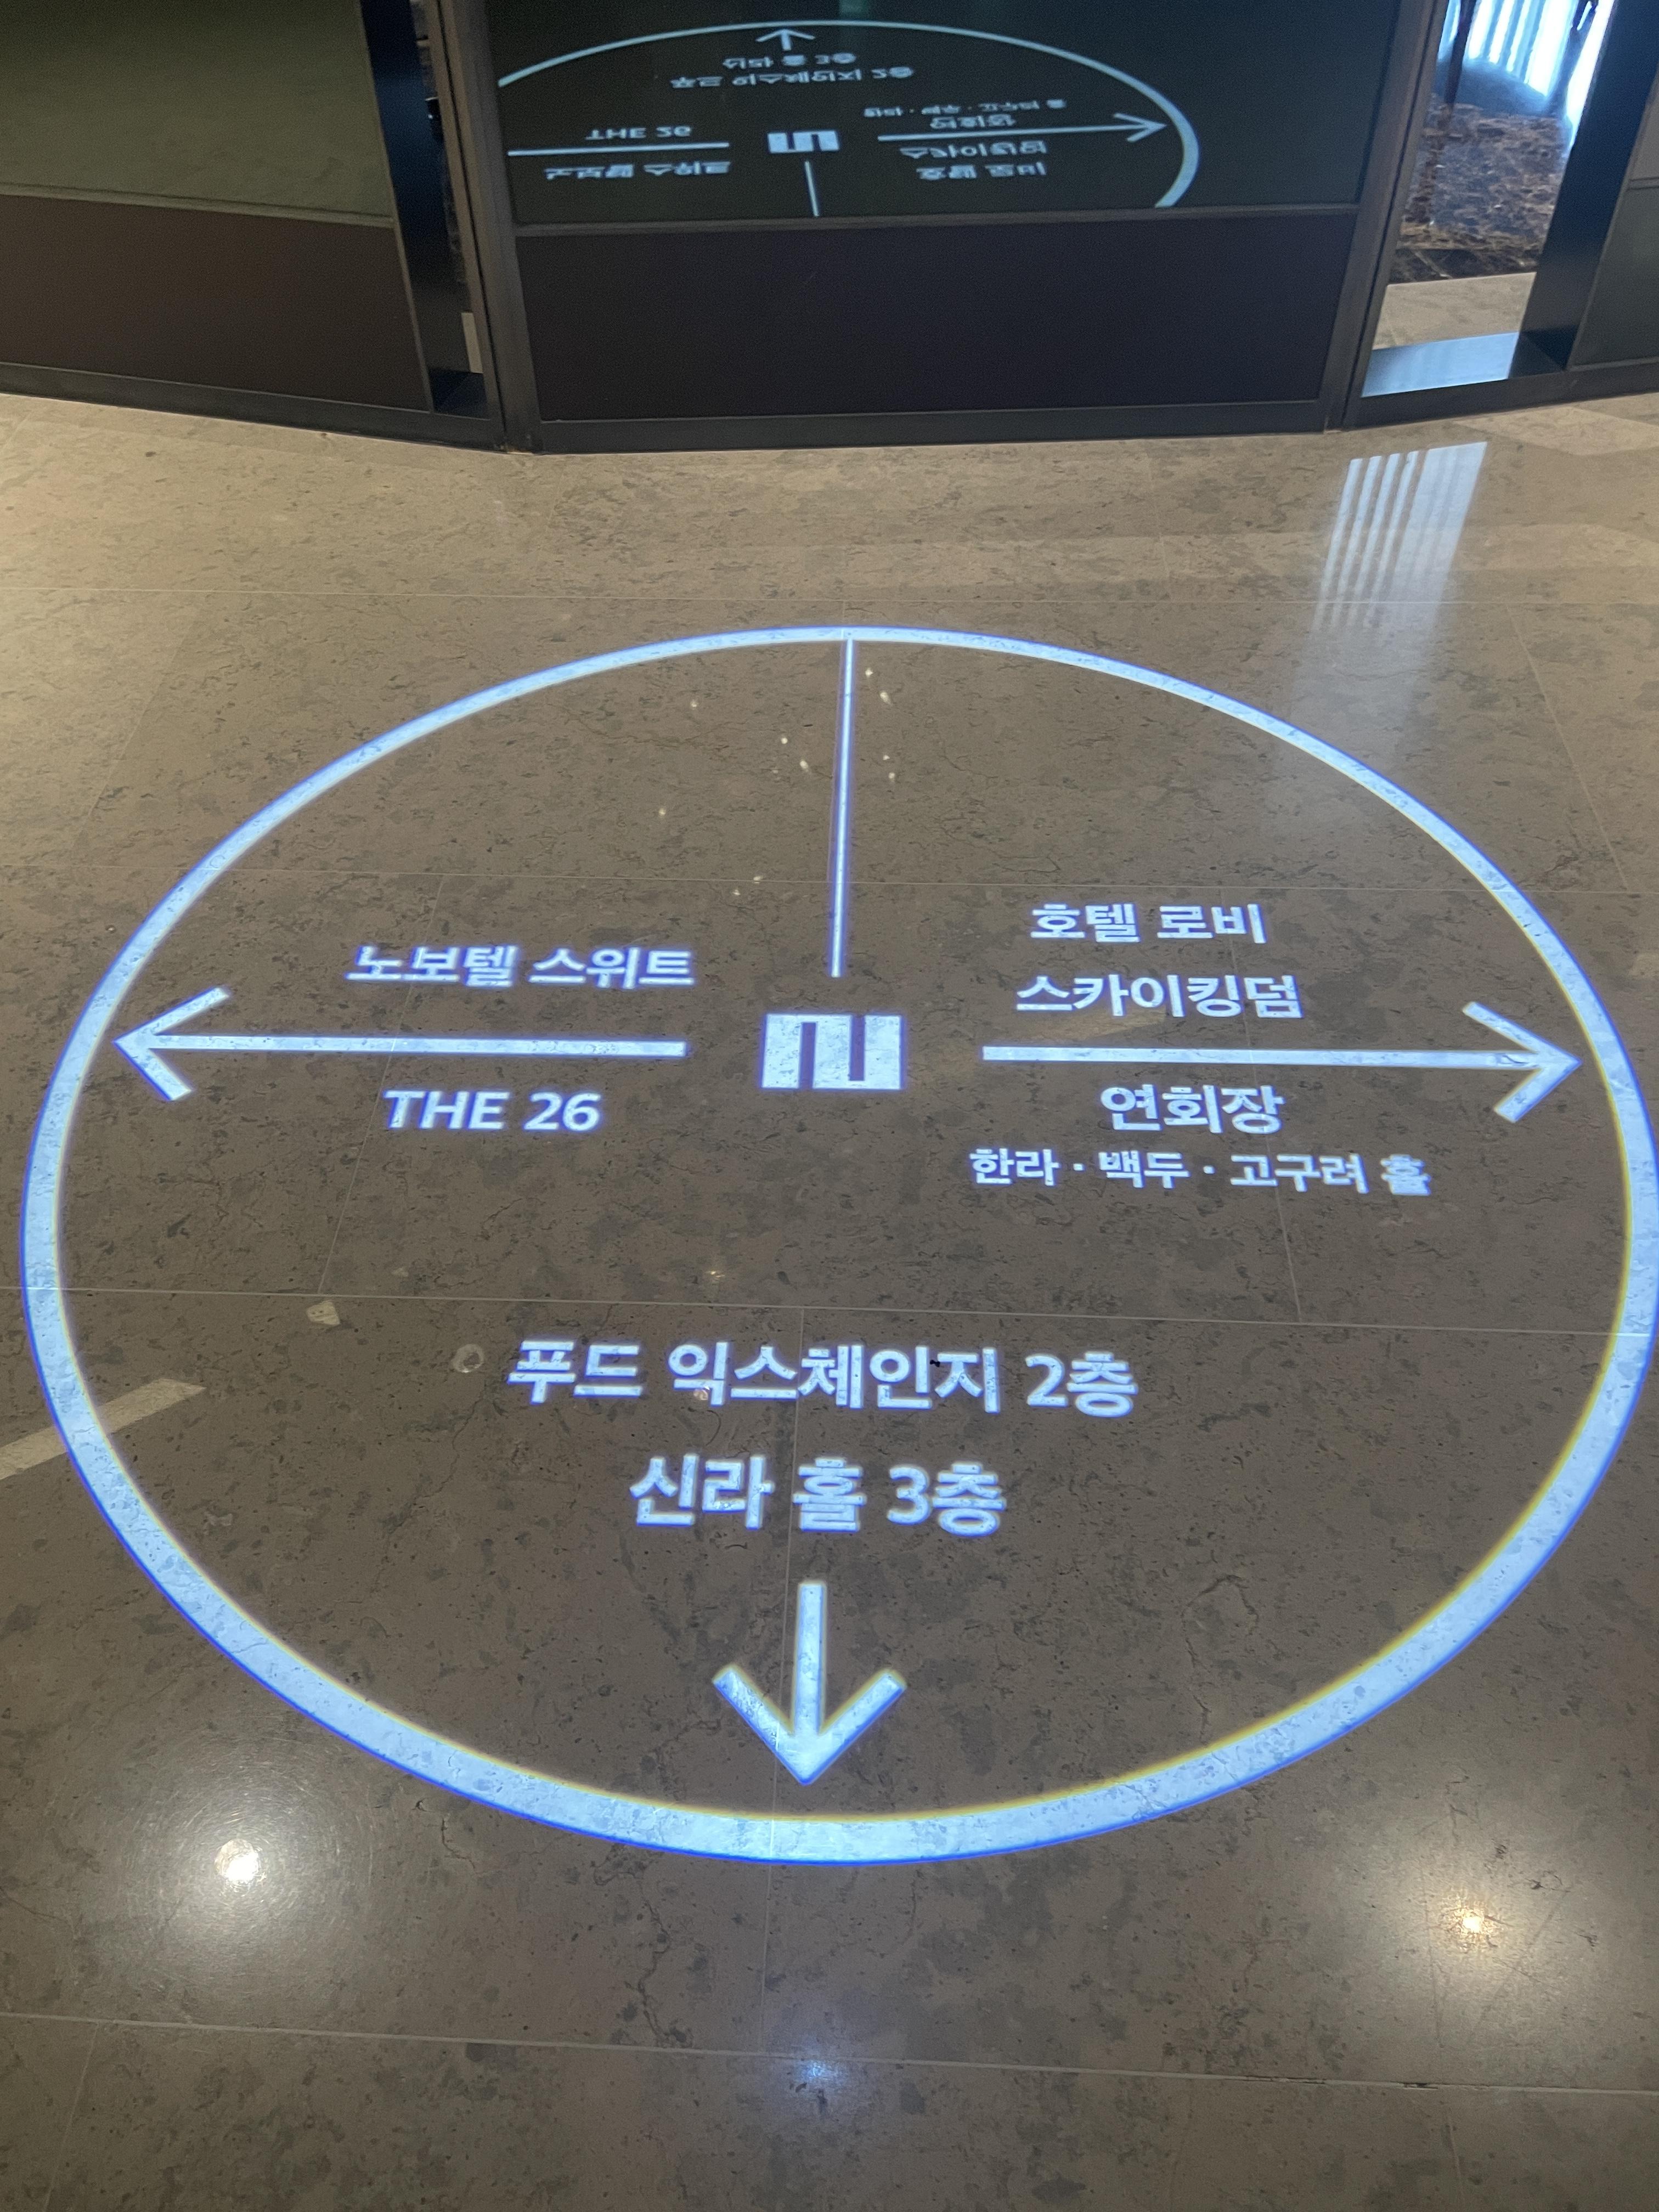 노보텔 스위트
THE 26
호텔 로비
스카이킹덤
연회장
한라 · 백두 · 고구려 홀
푸드 익스체인지 2층
신라 홀 3층